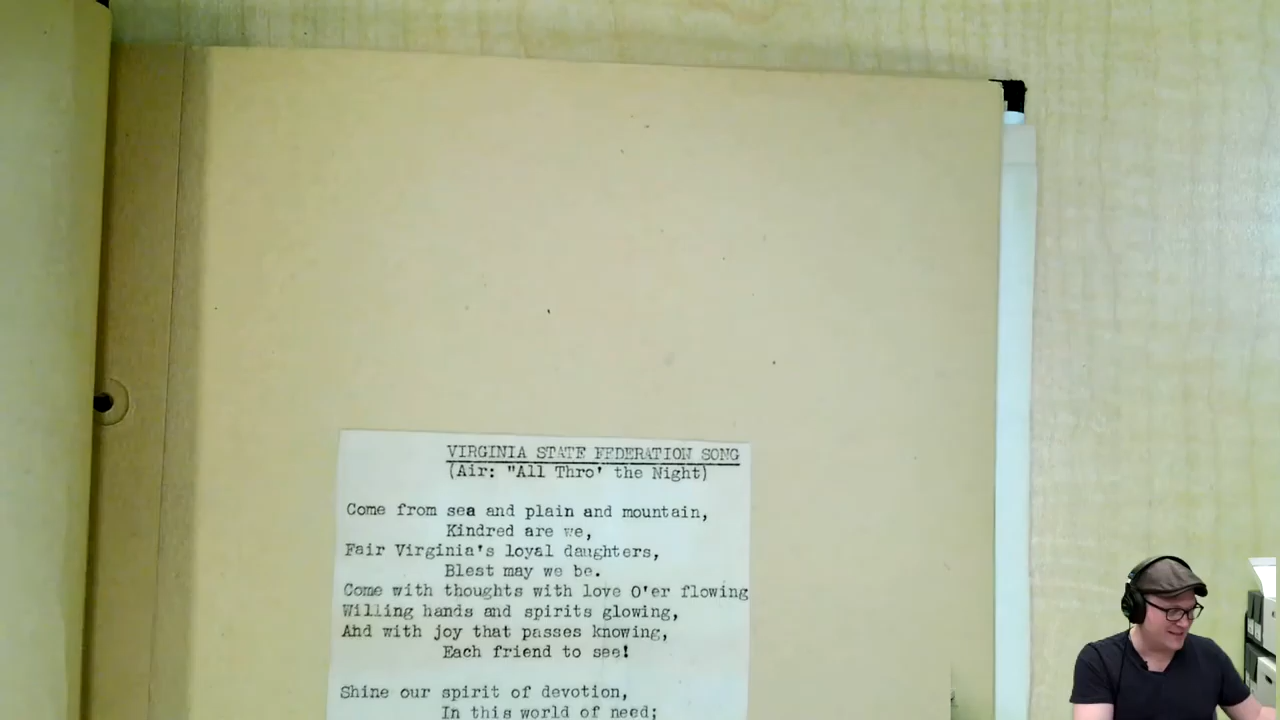 VIRGINIA STATE FEDERATION SONG
(Air: "All Thro' the Night)
Come from sea and plain and mountain,
Kindred are we,
Fair Virginia's loyal daughters,
Blest may we be.
Come with thoughts with love O'er flowing
Willing hands and spirits glowing,
And with joy that passes knowing,
Each friend to see!
Shine our spirit of devotion,
In this world of need;